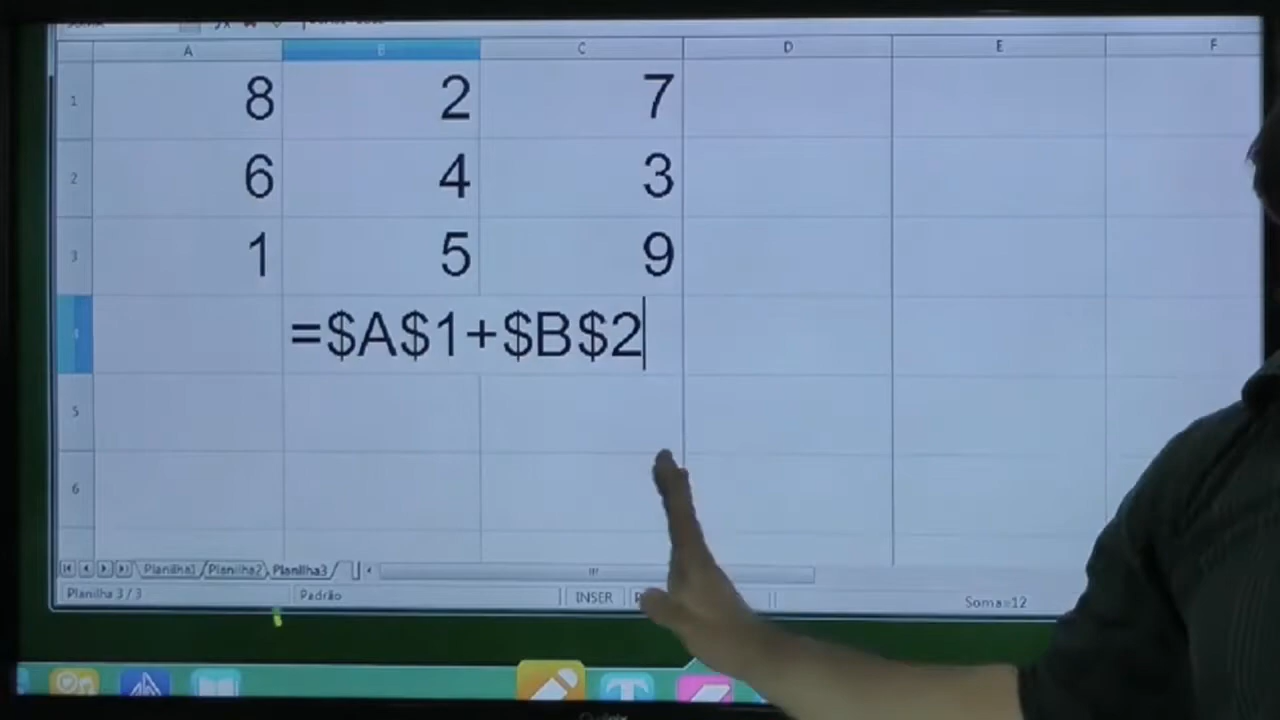 A B C D E F
1 8 2 7
2 6 4 3
3 1 5 9
4 =$A$1+$B$2
5
6
Planilha1 Planilha2 Planilha3
Planilha 3 / 3 Padrão INSER Soma=12